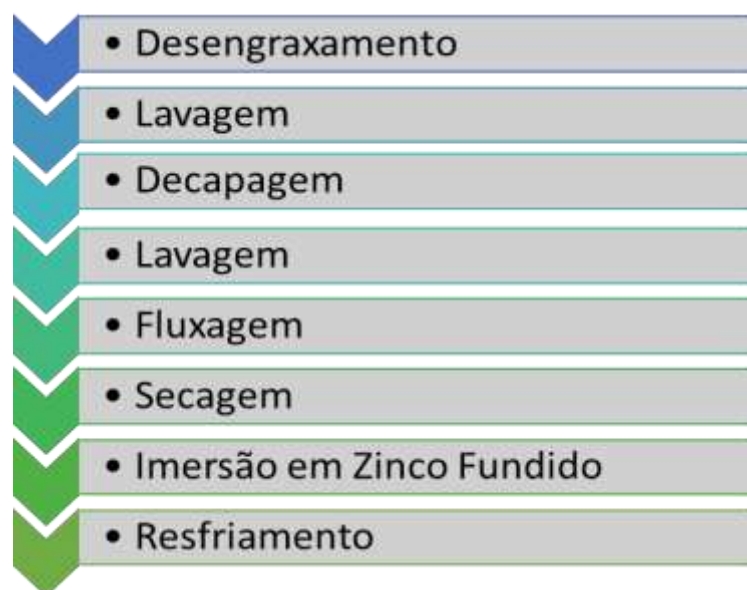 • Desengraxamento
• Lavagem
• Decapagem
• Lavagem
• Fluxagem
• Secagem
• Imersão em Zinco Fundido
• Resfriamento